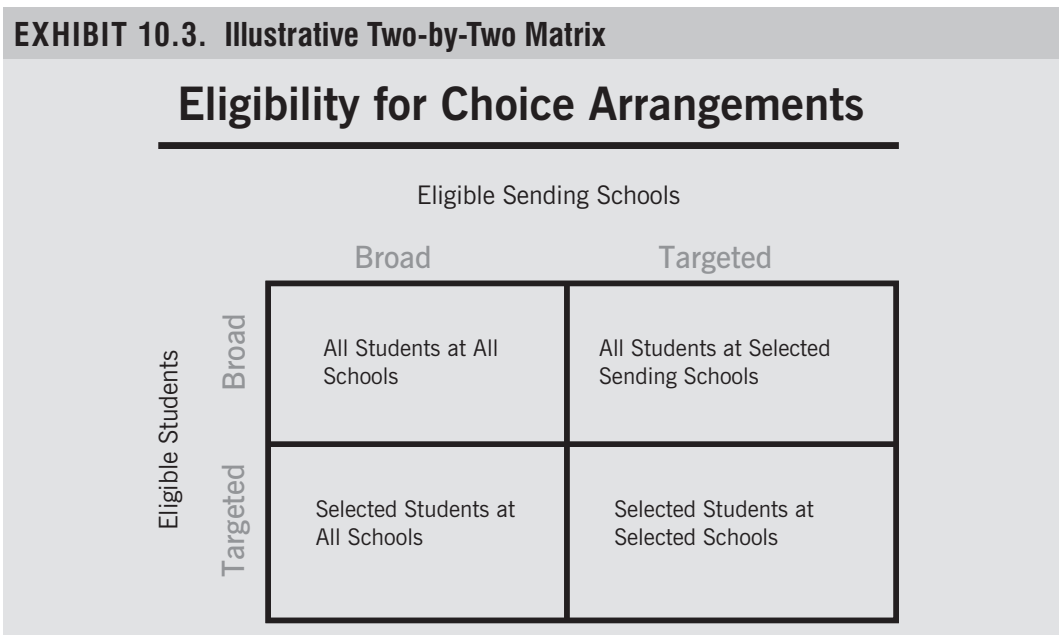 EXHIBIT 10.3. Illustrative Two-by-Two Matrix
Eligibility for Choice Arrangements
Eligible Sending Schools
Broad
Targeted
Eligible Students
Broad
All Students at All
Schools
All Students at Selected
Sending Schools
Targeted
Selected Students at
All Schools
Selected Students at
Selected Schools